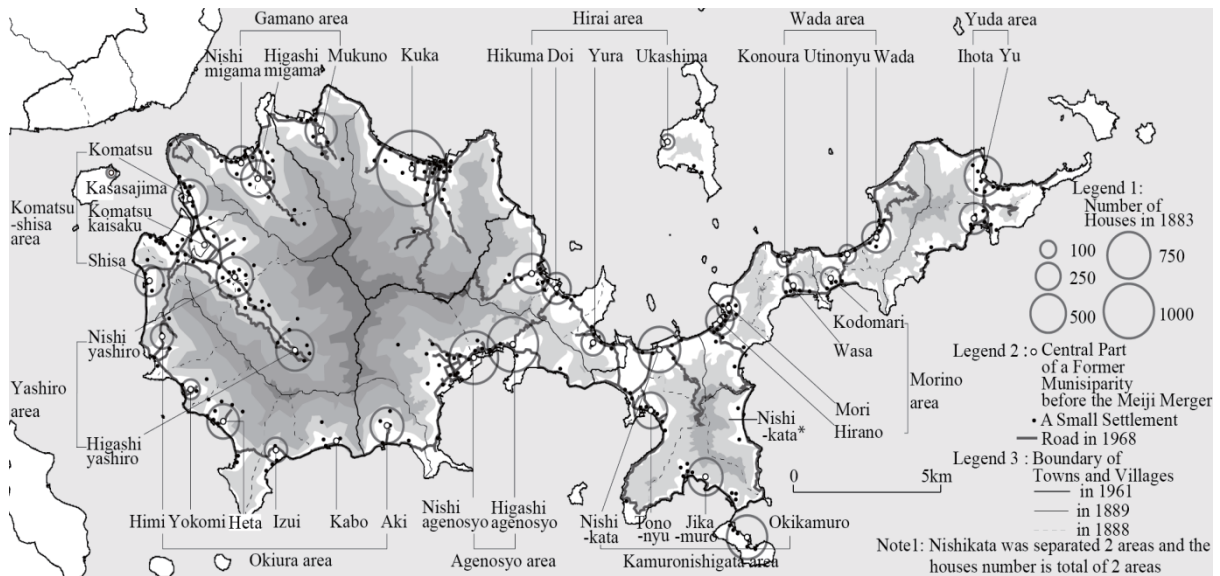 Gamano area
Hirai area
Wada area
Yuda area
Nishi
migama
Higashi
migama
Mukuno
Kuka
Hikuma
Doi
Yura
Ukashima
Konoura
Utinonyu
Wada
Ihota
Yu
Komatsu
Kasasajima
Komatsu
kaisaku
Komatsu
-shisa
area
Shisa
Nishi
yashiro
Yashiro
area
Higashi
yashiro
Himi
Yokomi
Heta
Izui
Kabo
Aki
Okiura area
Nishi
agenosyo
Higashi
agenosyo
Agenosyo area
Nishi
-kata
Tono
-nyu
Jika
-muro
Okikamuro
Kamuronishigata area
Nishi
-kata*
Mori
Hirano
Kodomari
Wasa
Morino
area
0 5km
Legend 1:
Number of
Houses in 1883
100
250
500
750
1000
Legend 2 : Central Part
of a Former
Munisiparity
before the Meiji Merger
A Small Settlement
Road in 1968
Legend 3 : Boundary of
Towns and Villages
in 1961
in 1889
in 1888
Note1: Nishikata was separated 2 areas and the
houses number is total of 2 areas